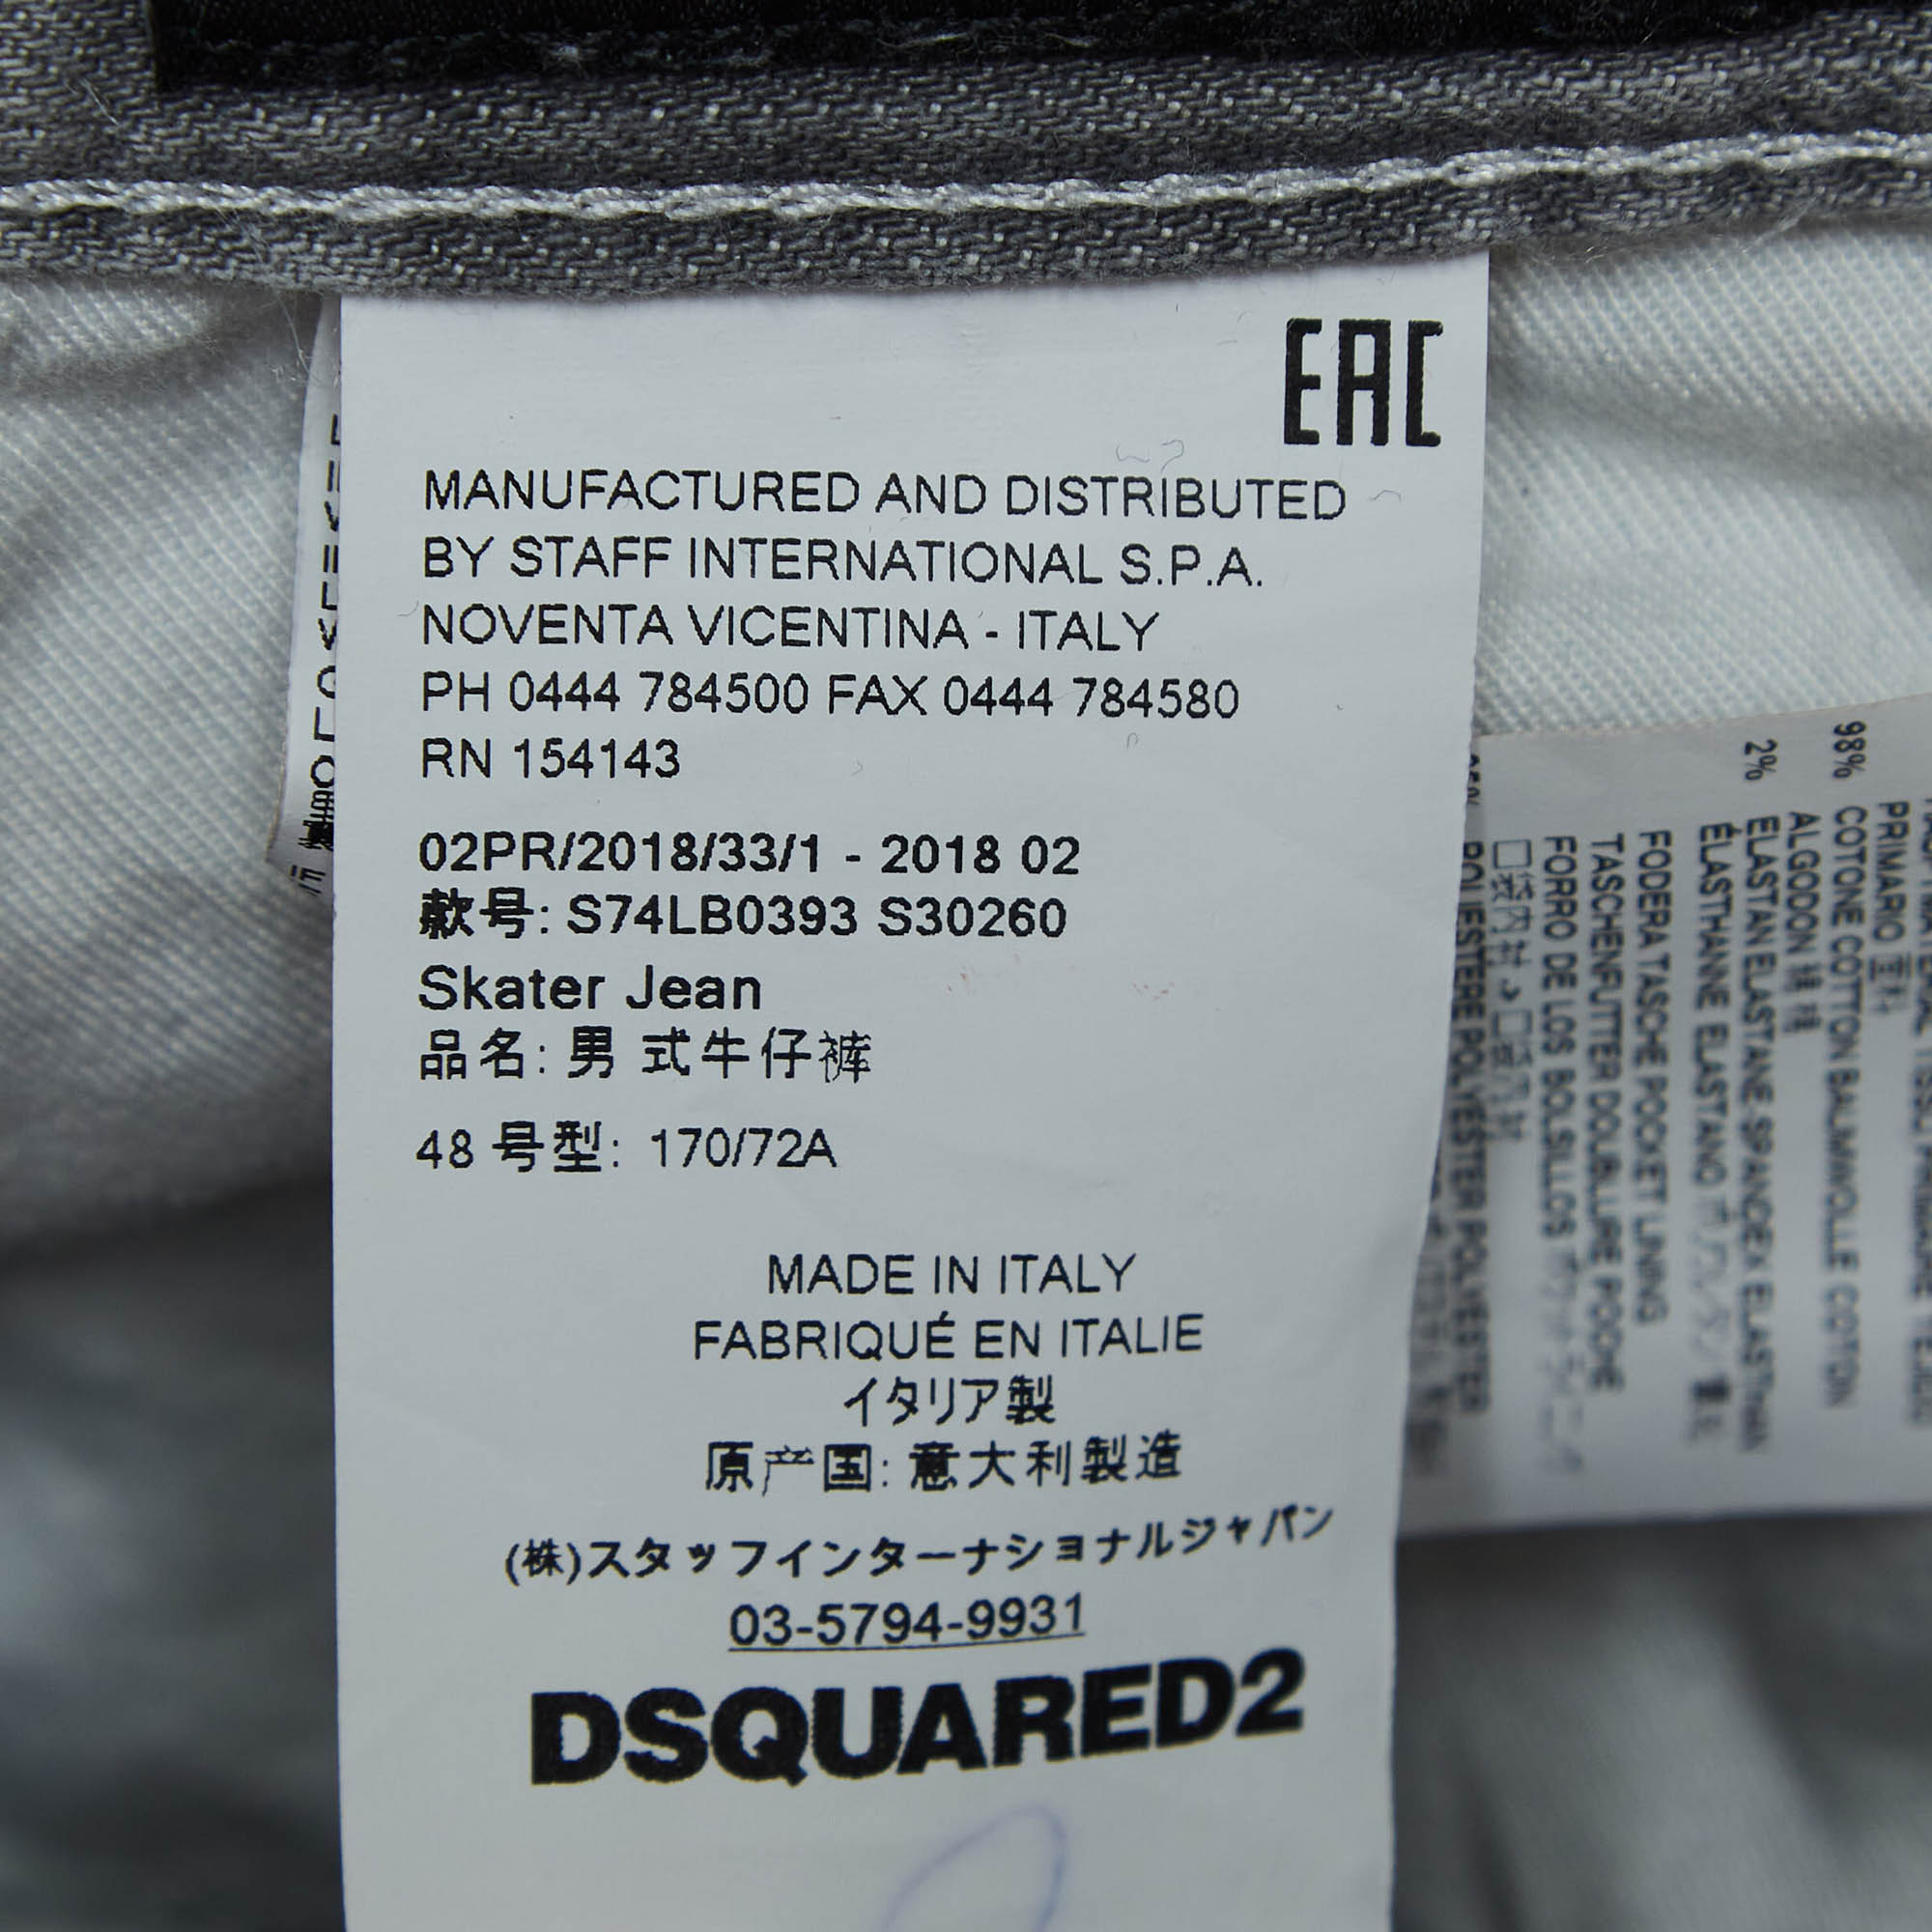 EAC
MANUFACTURED AND DISTRIBUTED
BY STAFF INTERNATIONAL S.P.A.
NOVENTA VICENTINA - ITALY
PH 0444 784500 FAX 0444 784580
RN 154143
02PR/2018/33/1 - 2018 02
款号: S74LB0393 S30260
Skater Jean
品名: 男 式牛仔裤
48 号型: 170/72A
MADE IN ITALY
FABRIQUÉ EN ITALIE
イタリア製
原产国: 意大利製造
(株)スタッフインターナショナルジャパン
03-5794-9931
DSQUARED2
PRIMARIO
98% COTONE COTTON BAUMWOLLE COTON
ALGODON
2% ELASTAN ELASTANE-SPANDEX
ÉLASTHANNE ELASTANO
FODERA TASCHE POCKET LINING
TASCHENFUTTER DOUBLURE POCHE
FORRO DE LOS BOLSILLOS
POLIESTERE POLYESTER POLYESTER